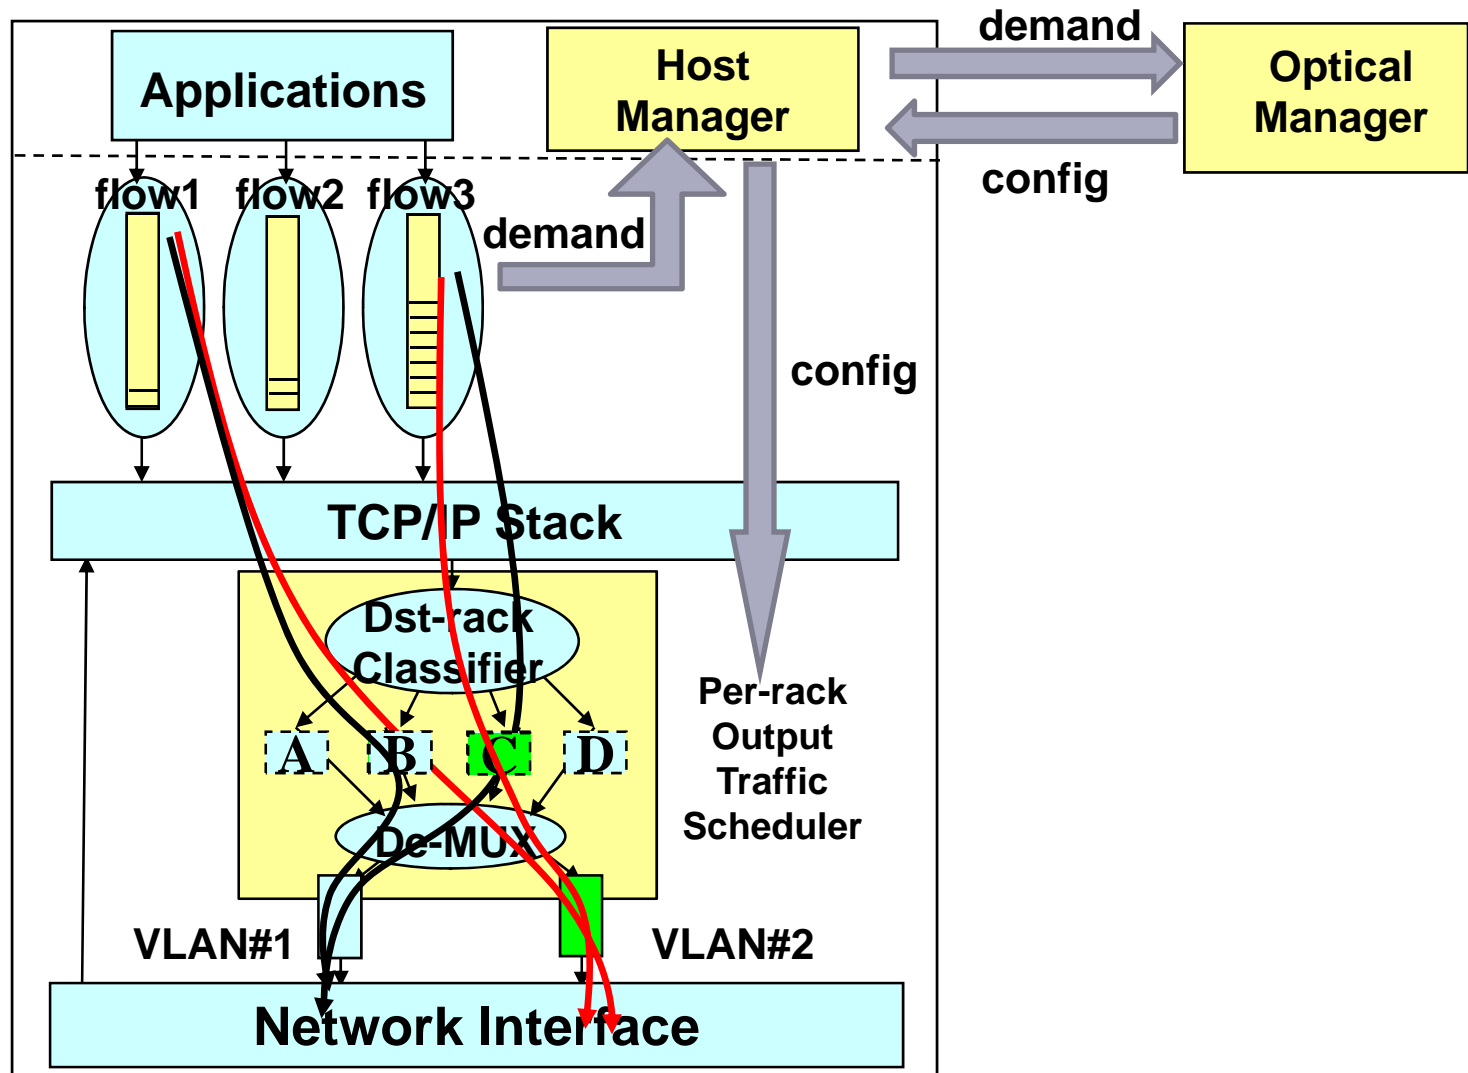 demand
Host
Manager
Optical
Manager
Applications
config
flow1 flow2 flow3
demand
config
TCP/IP Stack
Dst-rack
Classifier
Per-rack
Output
Traffic
Scheduler
A B C D
De-MUX
VLAN#1 VLAN#2
Network Interface